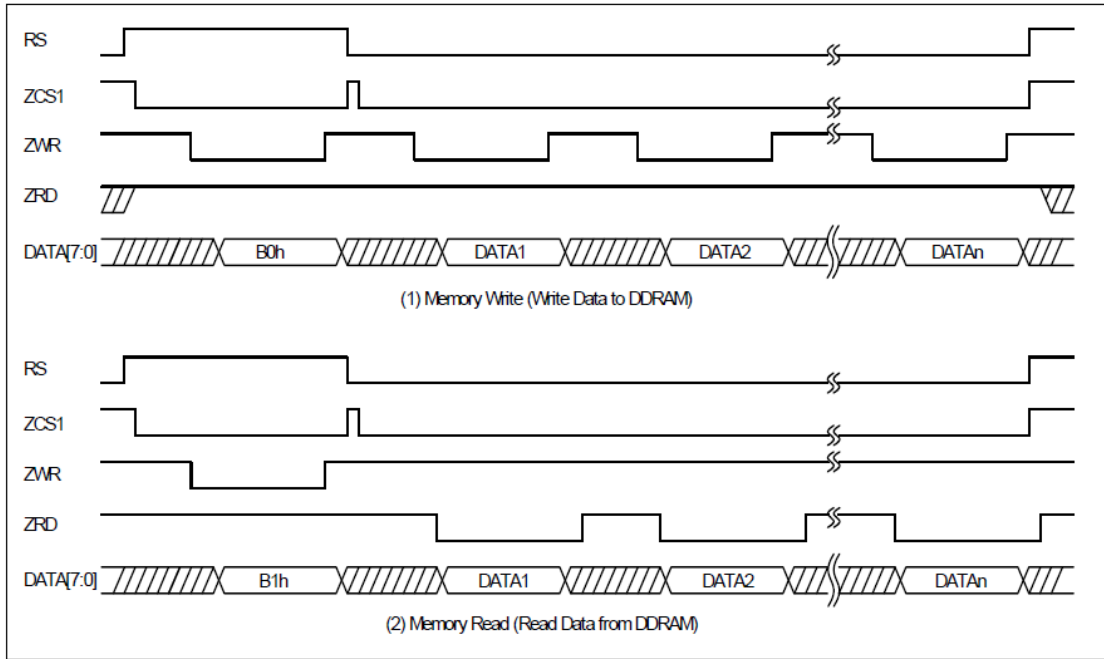 RS
ZCS1
ZWR
ZRD
DATA[7:0] B0h DATA1 DATA2 DATAn
(1) Memory Write (Write Data to DDRAM)
RS
ZCS1
ZWR
ZRD
DATA[7:0] B1h DATA1 DATA2 DATAn
(2) Memory Read (Read Data from DDRAM)